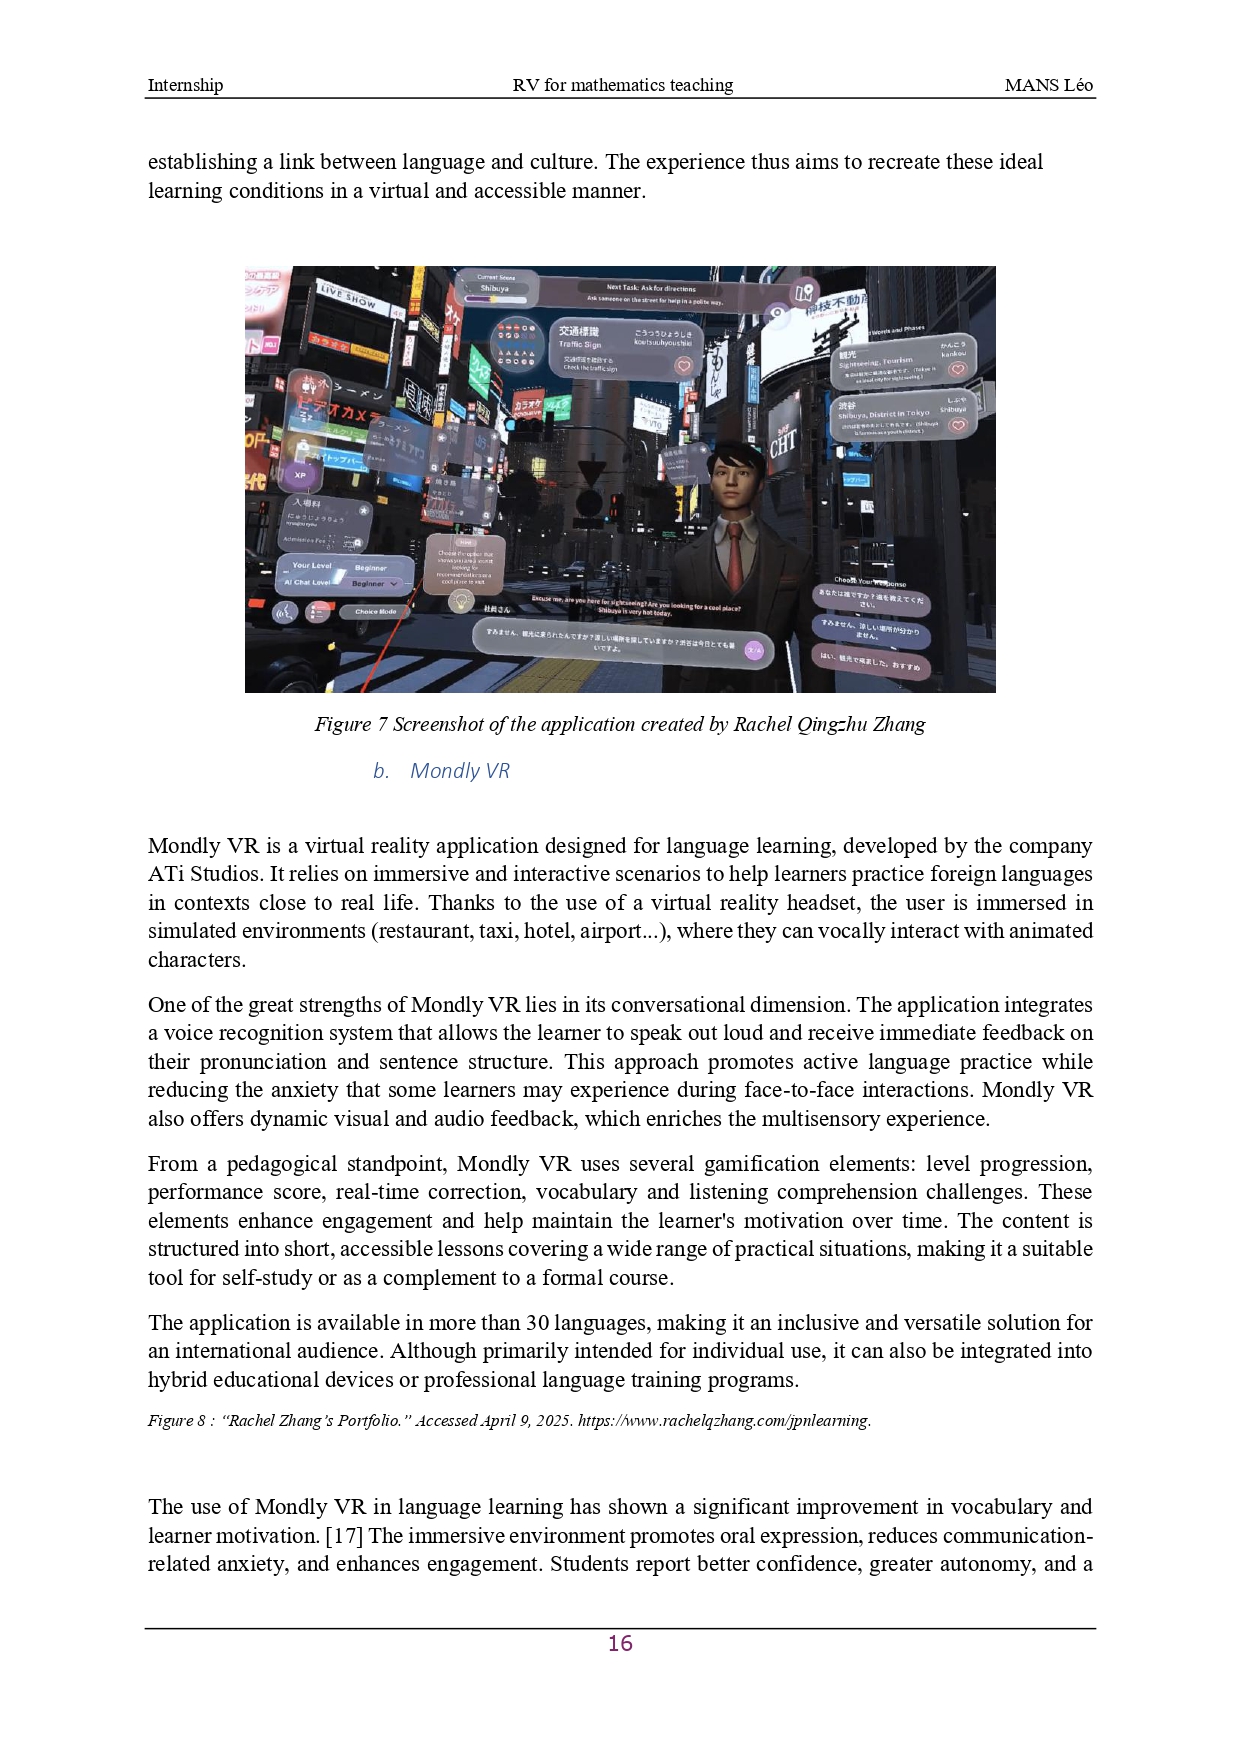 Internship RV for mathematics teaching MANS Léo
establishing a link between language and culture. The experience thus aims to recreate these ideal
learning conditions in a virtual and accessible manner.
Current Scene
Shibuya
Next Task: Ask for directions
Ask someone on the street for help in a polite way.
LIVE SHOW
交通標識
こうつうひょうしき
Traffic Sign
koutsuuhyoushiki
交通標識を確認する
Check the traffic sign
Words and Phases
観光
かんこう
kankou
Sightseeing, Tourism
渋谷
しぶや
Shibuya, District in Tokyo
Shibuya
ラーメン
ビデオカメラ
CHT
XP
入場料
にゅうじょうりょう
Admission Fee
Your Level
Beginner
AI Chat Level
Beginner
Choice Mode
社員さん
Excuse me, are you here for sightseeing? Are you looking for a cool place?
Shibuya is very hot today.
すみません、観光に来られたんですか？涼しい場所を探していますか？渋谷は今日とても暑
いですよ。
Choose Your Response
あなたは誰ですか？道を教えてくだ
さい。
すみません、涼しい場所が分かり
ません。
はい、観光で来ました。おすすめ
Figure 7 Screenshot of the application created by Rachel Qingzhu Zhang
b. Mondly VR
Mondly VR is a virtual reality application designed for language learning, developed by the company
ATi Studios. It relies on immersive and interactive scenarios to help learners practice foreign languages
in contexts close to real life. Thanks to the use of a virtual reality headset, the user is immersed in
simulated environments (restaurant, taxi, hotel, airport...), where they can vocally interact with animated
characters.
One of the great strengths of Mondly VR lies in its conversational dimension. The application integrates
a voice recognition system that allows the learner to speak out loud and receive immediate feedback on
their pronunciation and sentence structure. This approach promotes active language practice while
reducing the anxiety that some learners may experience during face-to-face interactions. Mondly VR
also offers dynamic visual and audio feedback, which enriches the multisensory experience.
From a pedagogical standpoint, Mondly VR uses several gamification elements: level progression,
performance score, real-time correction, vocabulary and listening comprehension challenges. These
elements enhance engagement and help maintain the learner's motivation over time. The content is
structured into short, accessible lessons covering a wide range of practical situations, making it a suitable
tool for self-study or as a complement to a formal course.
The application is available in more than 30 languages, making it an inclusive and versatile solution for
an international audience. Although primarily intended for individual use, it can also be integrated into
hybrid educational devices or professional language training programs.
Figure 8 : “Rachel Zhang’s Portfolio.” Accessed April 9, 2025. https://www.rachelqzhang.com/jpnlearning.
The use of Mondly VR in language learning has shown a significant improvement in vocabulary and
learner motivation. [17] The immersive environment promotes oral expression, reduces communication-
related anxiety, and enhances engagement. Students report better confidence, greater autonomy, and a
16